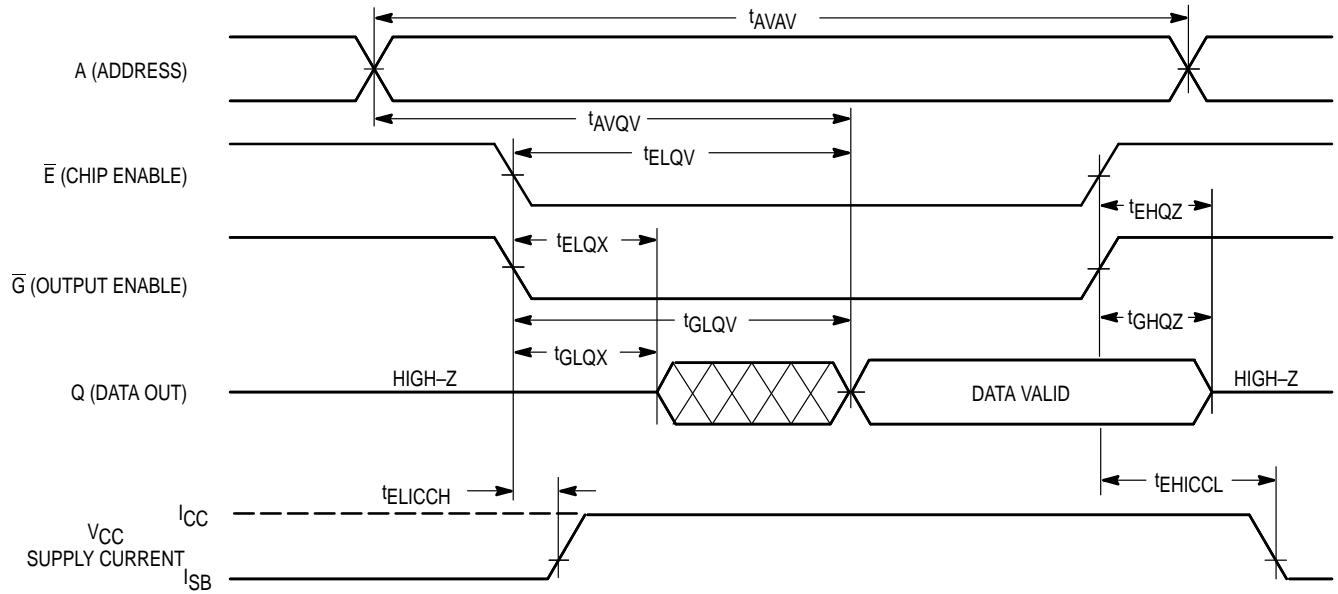 tAVAV
A (ADDRESS)
tAVQV
tELQV
E̅ (CHIP ENABLE)
tEHQZ
tELQX
G̅ (OUTPUT ENABLE)
tGLQV
tGHQZ
tGLQX
Q (DATA OUT)
HIGH–Z
DATA VALID
HIGH–Z
tELICCH
tEHICCL
ICC
VCC
SUPPLY CURRENT
ISB